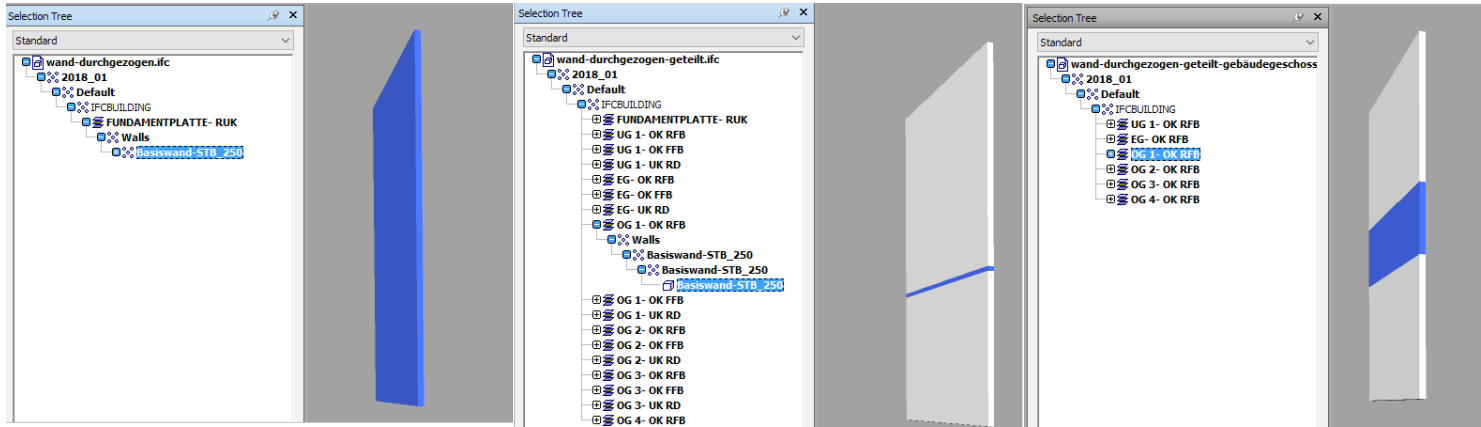 Selection Tree
Standard
wand-durchgezogen.ifc
2018_01
Default
IFCBUILDING
FUNDAMENTPLATTE- RUK
Walls
Basiswand-STB_250
Selection Tree
Standard
wand-durchgezogen-geteilt.ifc
2018_01
Default
IFCBUILDING
FUNDAMENTPLATTE- RUK
UG 1- OK RFB
UG 1- OK FFB
UG 1- UK RD
EG- OK RFB
EG- OK FFB
EG- UK RD
OG 1- OK RFB
Walls
Basiswand-STB_250
Basiswand-STB_250
Basiswand-STB_250
OG 1- OK FFB
OG 1- UK RD
OG 2- OK RFB
OG 2- OK FFB
OG 2- UK RD
OG 3- OK RFB
OG 3- OK FFB
OG 3- UK RD
OG 4- OK RFB
Selection Tree
Standard
wand-durchgezogen-geteilt-gebäudegeschoss
2018_01
Default
IFCBUILDING
UG 1- OK RFB
EG- OK RFB
OG 1- OK RFB
OG 2- OK RFB
OG 3- OK RFB
OG 4- OK RFB